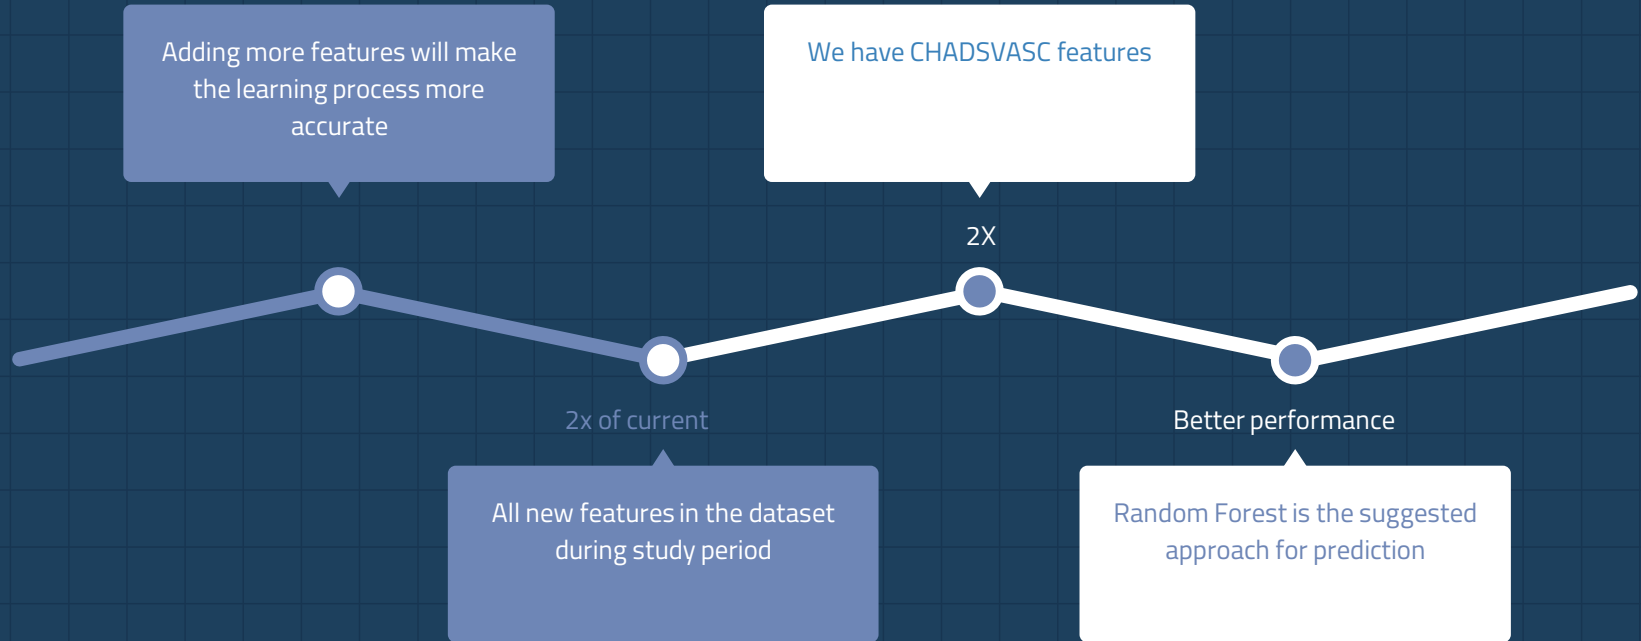 Adding more features will make
the learning process more
accurate
We have CHADSVASC features
2X
2x of current
All new features in the dataset
during study period
Better performance
Random Forest is the suggested
approach for prediction